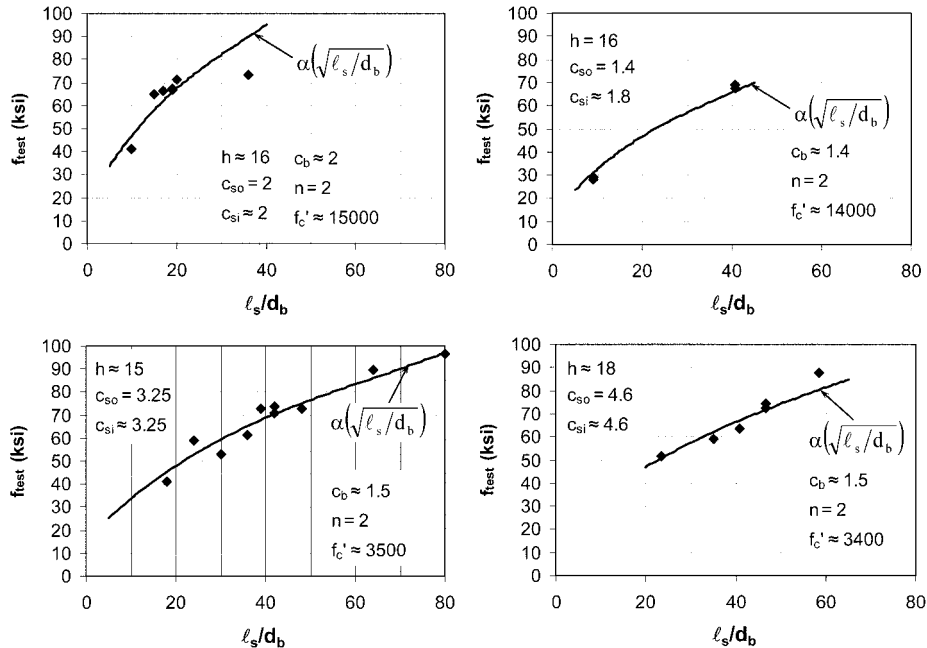 100
90
80
70
60
50
40
30
20
10
0
f_test (ksi)
α(√ℓ_s/d_b)
h ≈ 16 c_b ≈ 2
c_so = 2 n = 2
c_si ≈ 2 f_c' ≈ 15000
0 20 40 60 80
ℓ_s/d_b
100
90
80
70
60
50
40
30
20
10
0
f_test (ksi)
h = 16
c_so = 1.4
c_si ≈ 1.8
α(√ℓ_s/d_b)
c_b ≈ 1.4
n = 2
f_c' ≈ 14000
0 20 40 60 80
ℓ_s/d_b
100
90
80
70
60
50
40
30
20
10
0
f_test (ksi)
h ≈ 15
c_so = 3.25
c_si ≈ 3.25
α(√ℓ_s/d_b)
c_b ≈ 1.5
n = 2
f_c' ≈ 3500
0 20 40 60 80
ℓ_s/d_b
100
90
80
70
60
50
40
30
20
10
0
f_test (ksi)
h ≈ 18
c_so = 4.6
c_si ≈ 4.6
α(√ℓ_s/d_b)
c_b ≈ 1.5
n = 2
f_c' ≈ 3400
0 20 40 60 80
ℓ_s/d_b